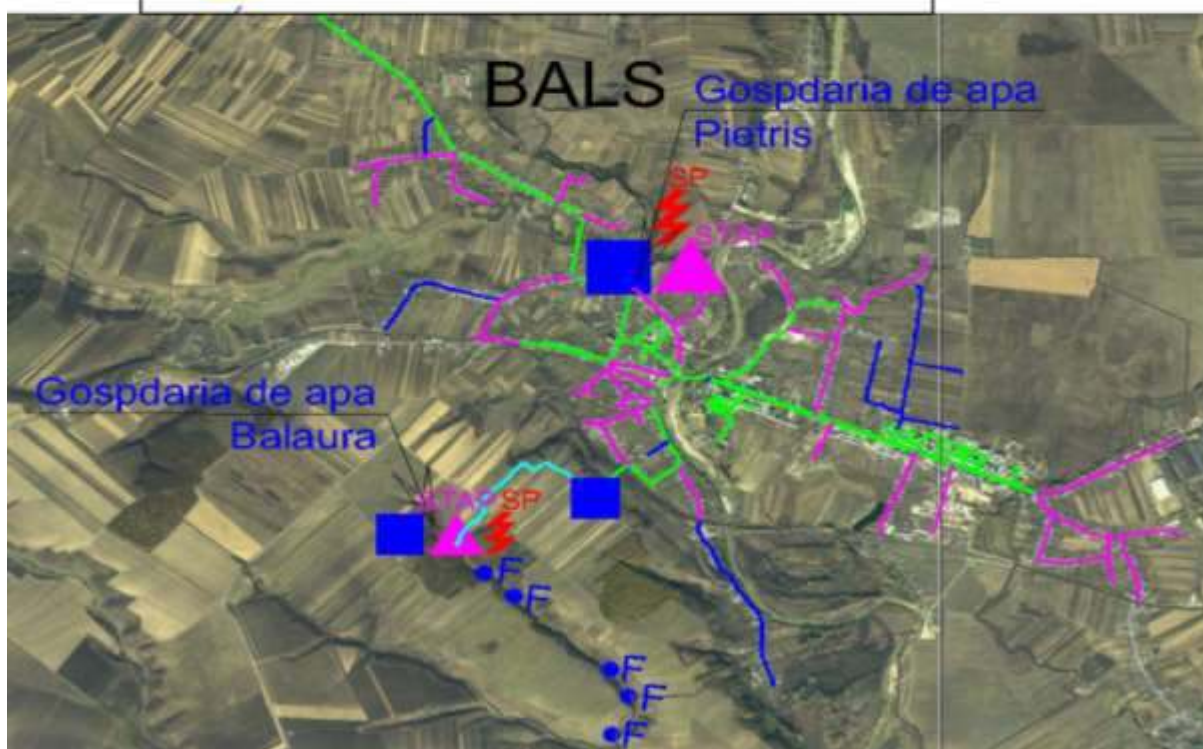 BALS
Gospdaria de apa
Pietris
SP
STAP
Gospdaria de apa
Balaura
STAP
SP
F
F
F
F
F